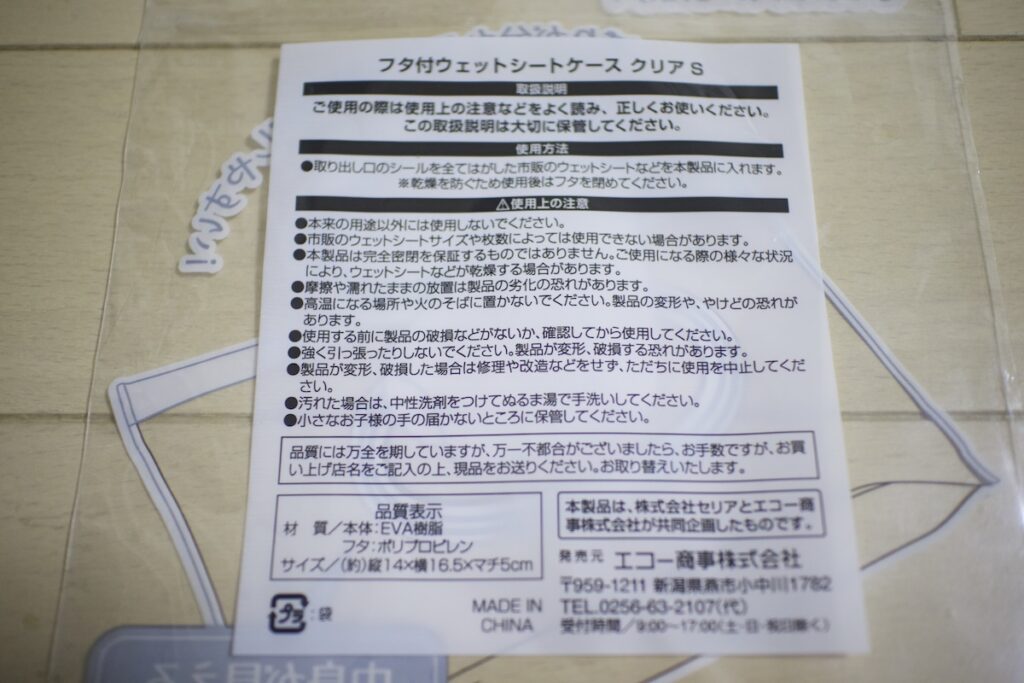 フタ付ウェットシートケース クリア S
取扱説明
ご使用の際は使用上の注意などをよく読み、正しくお使いください。
この取扱説明は大切に保管してください。
使用方法
●取り出し口のシールを全てはがした市販のウェットシートなどを本製品に入れます。
※乾燥を防ぐため使用後はフタを閉めてください。
⚠使用上の注意
●本来の用途以外には使用しないでください。
●市販のウェットシートサイズや枚数によっては使用できない場合があります。
●本製品は完全密閉を保証するものではありません。ご使用になる際の様々な状況
により、ウェットシートなどが乾燥する場合があります。
●摩擦や濡れたままの放置は製品の劣化の恐れがあります。
●高温になる場所や火のそばに置かないでください。製品の変形や、やけどの恐れが
あります。
●使用する前に製品の破損などがないか、確認してから使用してください。
●強く引っ張ったりしないでください。製品が変形、破損する恐れがあります。
●製品が変形、破損した場合は修理や改造などをせず、ただちに使用を中止してくだ
さい。
●汚れた場合は、中性洗剤をつけてぬるま湯で手洗いしてください。
●小さなお子様の手の届かないところに保管してください。
品質には万全を期していますが、万一不都合がございましたら、お手数ですが、お買
い上げ店名をご記入の上、現品をお送りください。お取り替えいたします。
品質表示
材 質/本体:EVA樹脂
フタ:ポリプロピレン
サイズ/(約)縦14×横16.5×マチ5cm
プラ:袋
MADE IN
CHINA
本製品は、株式会社セリアとエコー商
事株式会社が共同企画したものです。
発売元 エコー商事株式会社
〒959-1211 新潟県燕市小中川1782
TEL.0256-63-2107(代)
受付時間/9:00~17:00(土・日・祝日除く)
やすい!
中身が見える